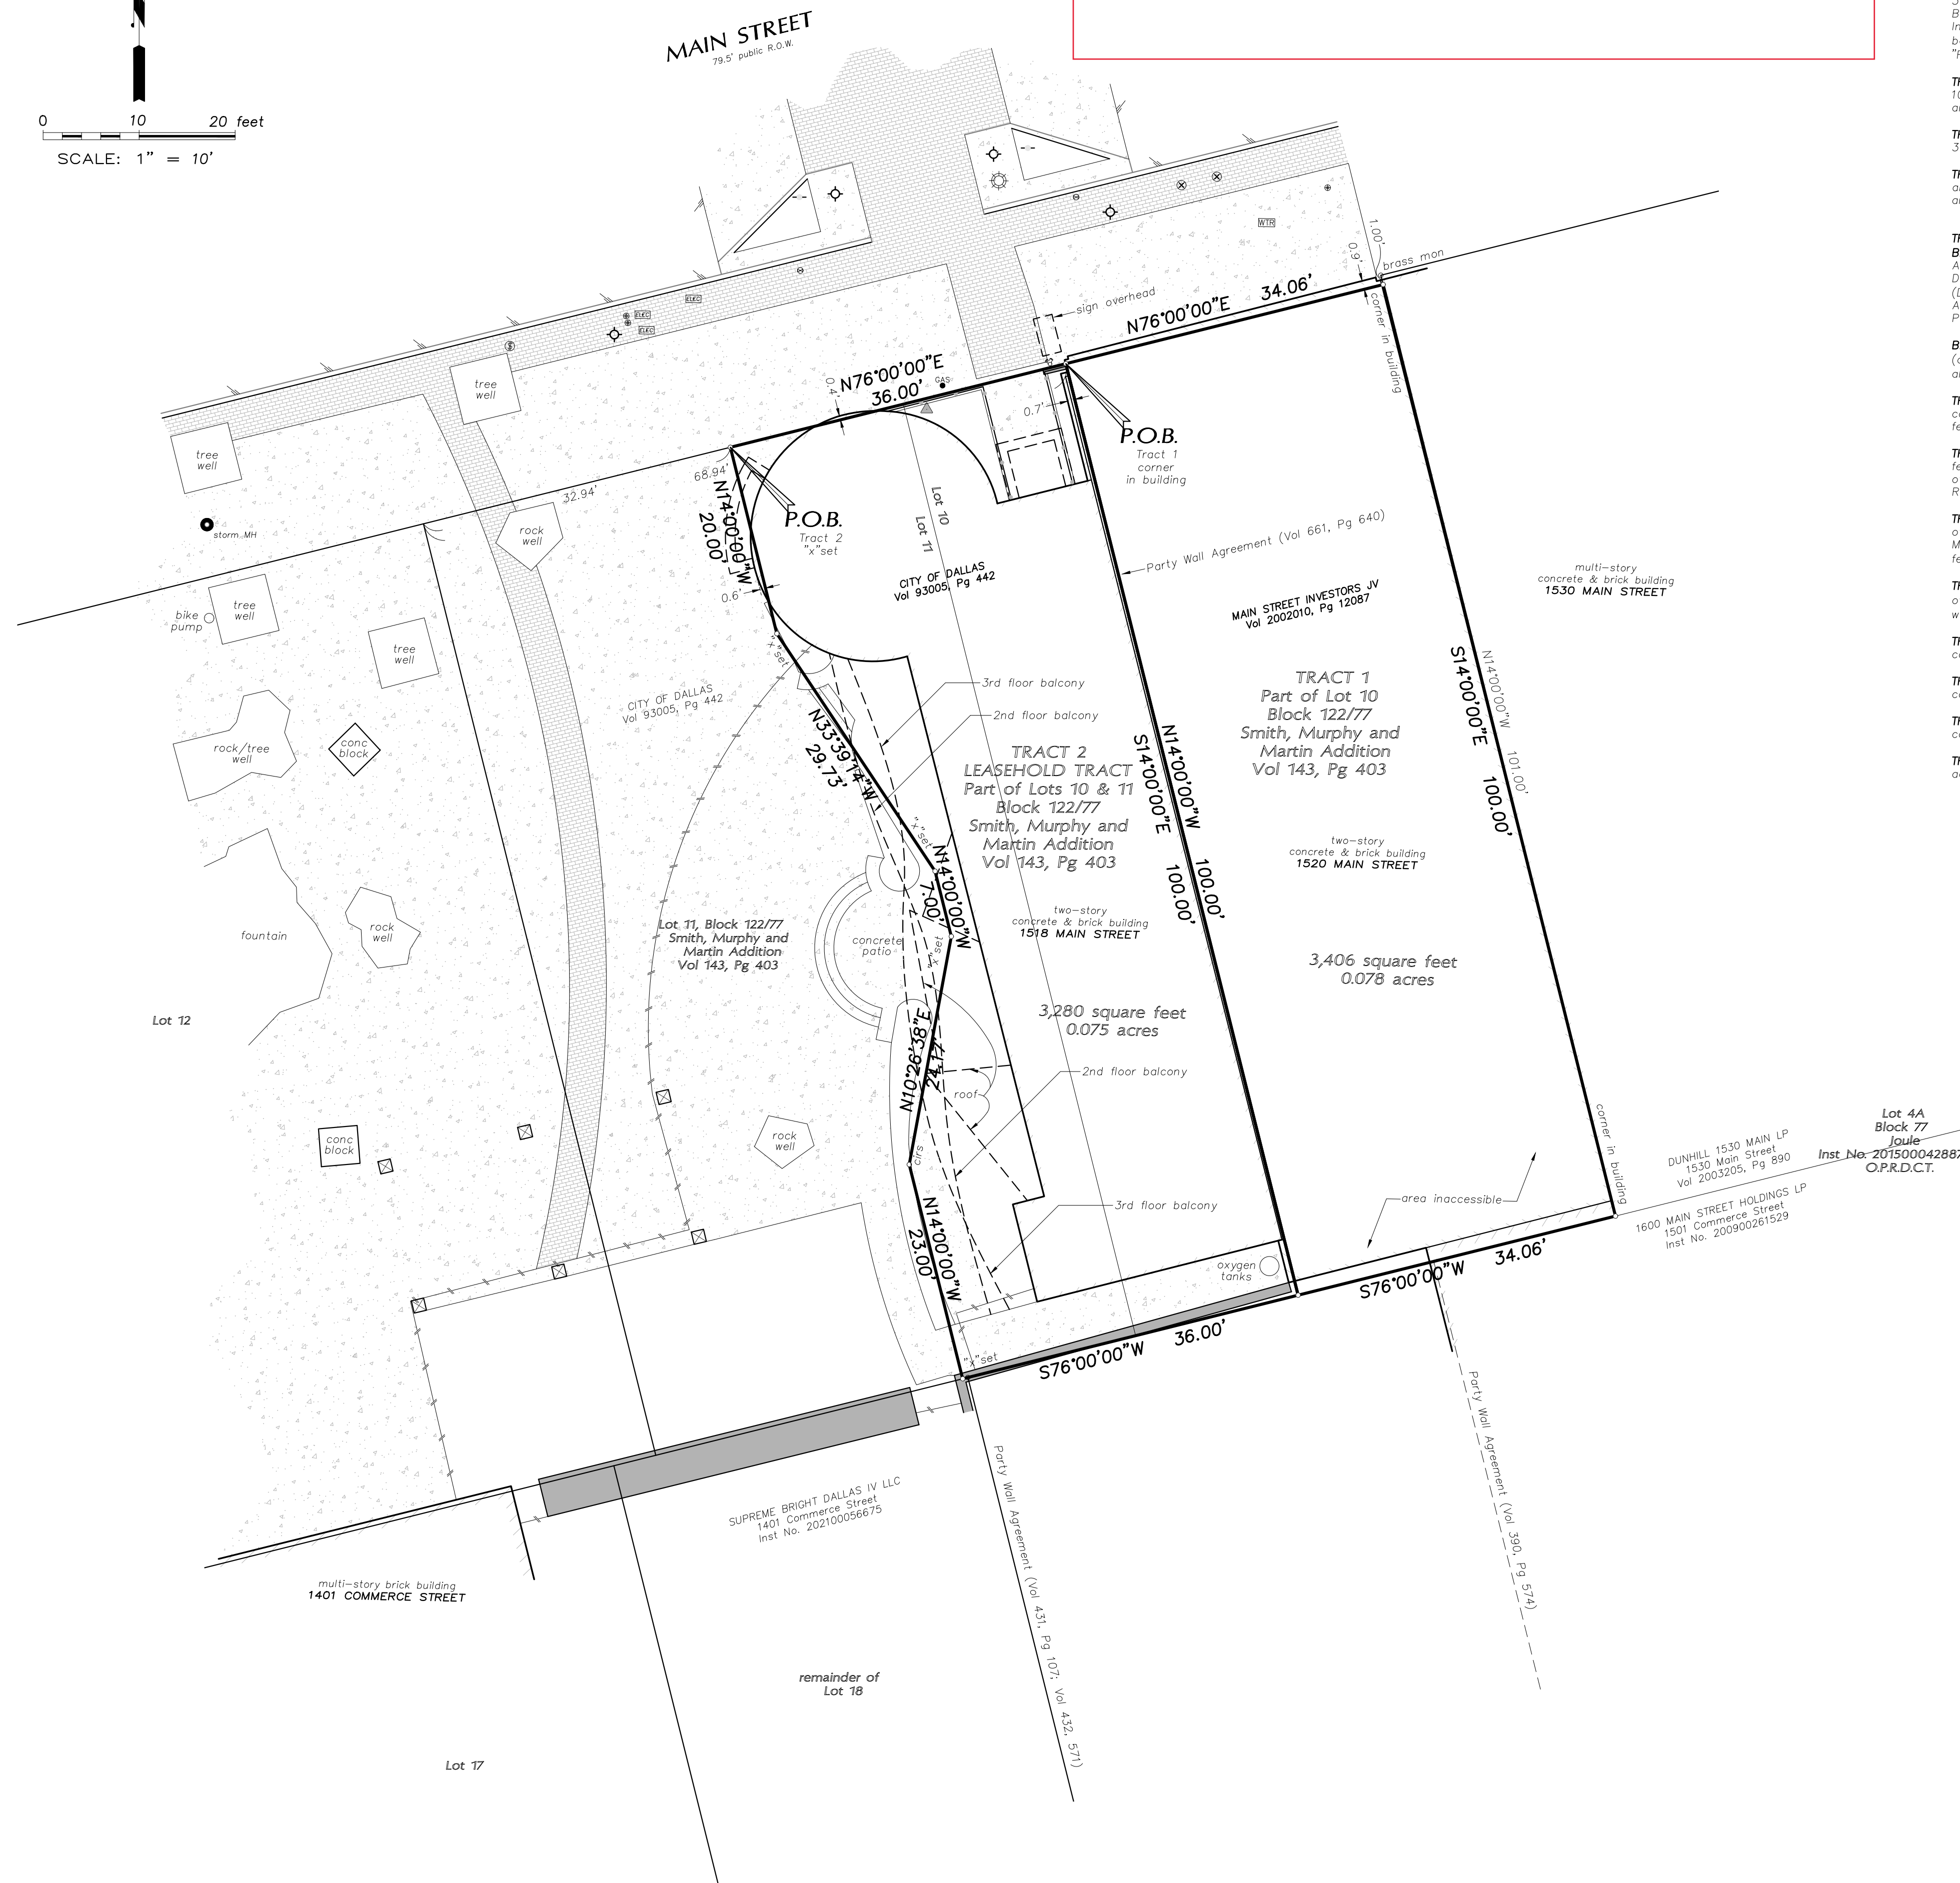 MAIN STREET
79.5' public R.O.W.
N
0 10 20 feet
SCALE: 1" = 10'
WTR
1.00'
0.9'
brass mon
corner in building
sign overhead
N76°00'00"E 34.06'
ELEC
ELEC
ELEC
S
tree
well
tree
well
N76°00'00"E
36.00'
0.4'
GAS
0.7'
P.O.B.
Tract 1
corner
in building
68.94'
32.94'
P.O.B.
Tract 2
"x"set
N14°00'00"W
20.00'
0.6'
"x"set
rock
well
storm MH
Lot 10
Lot 11
Party Wall Agreement (Vol 661, Pg 640)
CITY OF DALLAS
Vol 93005, Pg 442
MAIN STREET INVESTORS JV
Vol 2002010, Pg 12087
multi-story
concrete & brick building
1530 MAIN STREET
bike
pump
tree
well
tree
well
CITY OF DALLAS
Vol 93005, Pg 442
3rd floor balcony
2nd floor balcony
N33°39'14"W
29.73'
TRACT 2
LEASEHOLD TRACT
Part of Lots 10 & 11
Block 122/77
Smith, Murphy and
Martin Addition
Vol 143, Pg 403
TRACT 1
Part of Lot 10
Block 122/77
Smith, Murphy and
Martin Addition
Vol 143, Pg 403
N14°00'00"W 100.00'
S14°00'00"E 100.00'
S14°00'00"E 100.00'
N14°00'00"W 101.00'
rock/tree
well
conc
block
"x"set
N14°00'00"W
7.00'
two-story
concrete & brick building
1520 MAIN STREET
two-story
concrete & brick building
1518 MAIN STREET
rock
well
fountain
Lot 11, Block 122/77
Smith, Murphy and
Martin Addition
Vol 143, Pg 403
concrete
patio
"x"set
3,406 square feet
0.078 acres
3,280 square feet
0.075 acres
Lot 12
N10°26'38"E
24.17'
2nd floor balcony
roof
conc
block
rock
well
cirs
corner in building
DUNHILL 1530 MAIN LP
1530 Main Street
Vol 2003205, Pg 890
Lot 4A
Block 77
Joule
O.P.R.D.C.T.
1600 MAIN STREET HOLDINGS LP
1501 Commerce Street
Inst No. 200900261529
area inaccessible
3rd floor balcony
N14°00'00"W
23.00'
oxygen
tanks
S76°00'00"W 34.06'
S76°00'00"W 36.00'
"x"set
SUPREME BRIGHT DALLAS IV LLC
1401 Commerce Street
Inst No. 202100056675
Party Wall Agreement (Vol 431, Pg 107; Vol 432, 571)
Party Wall Agreement (Vol 390, Pg 574)
multi-story brick building
1401 COMMERCE STREET
remainder of
Lot 18
Lot 17